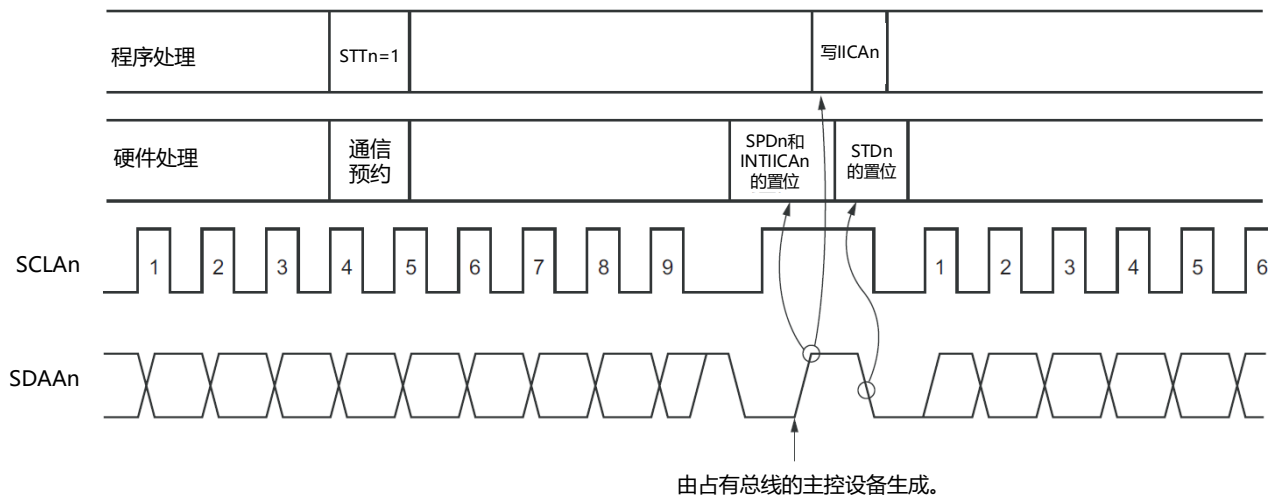 程序处理
STTn=1
写IICAn
硬件处理
通信
预约
SPDn和
INTIICAn
的置位
STDn
的置位
SCLAn
1 2 3 4 5 6 7 8 9 1 2 3 4 5 6
SDAAn
由占有总线的主控设备生成。